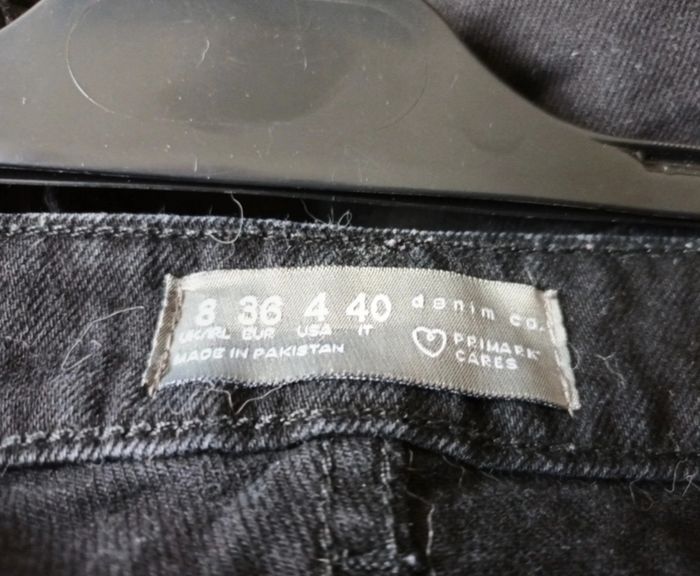 8 36 4 40 denim co.
UK/IRL EUR USA IT
MADE IN PAKISTAN
PRIMARK
CARES